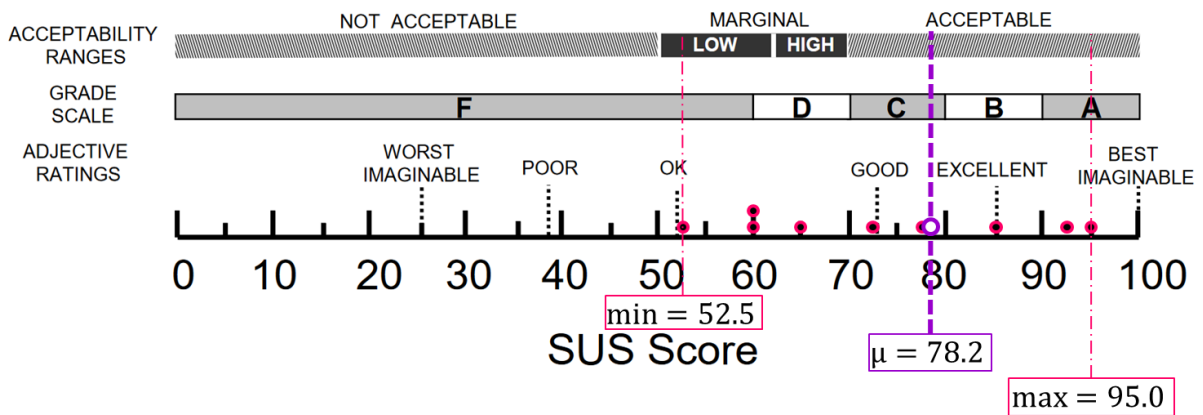 NOT ACCEPTABLE MARGINAL ACCEPTABLE
ACCEPTABILITY
RANGES
LOW HIGH
GRADE
SCALE
F D C B A
ADJECTIVE
RATINGS
WORST
IMAGINABLE
POOR
OK
GOOD
EXCELLENT
BEST
IMAGINABLE
0 10 20 30 40 50 60 70 80 90 100
min = 52.5
SUS Score
μ = 78.2
max = 95.0